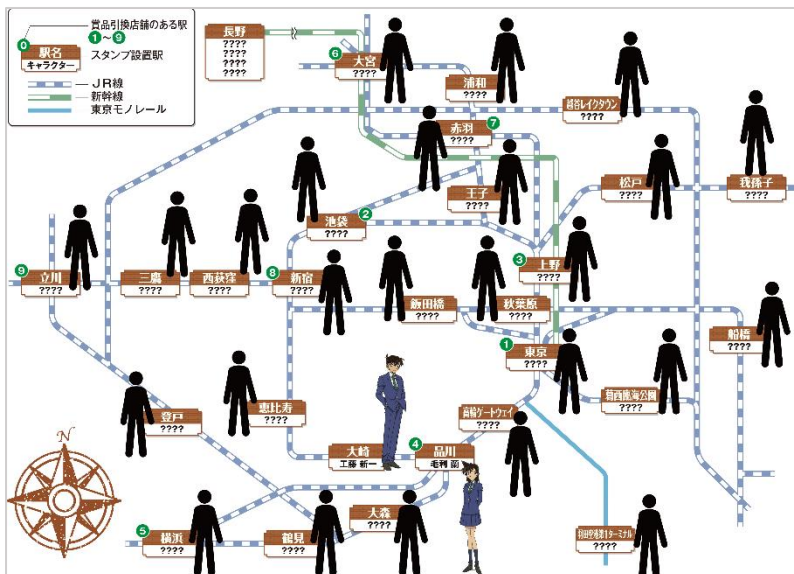 賞品引換店舗のある駅
0
1～9
駅名
キャラクター
スタンプ設置駅
JR線
新幹線
東京モノレール
長野
????
????
????
????
6
大宮
????
浦和
????
越谷レイクタウン
????
7
赤羽
????
王子
????
松戸
????
我孫子
????
2
池袋
????
9
立川
????
三鷹
????
西荻窪
????
8
新宿
????
飯田橋
????
秋葉原
????
3
上野
????
1
東京
????
船橋
????
葛西臨海公園
????
登戸
????
恵比寿
????
高輪ゲートウェイ
????
大崎
工藤 新一
4
品川
毛利 蘭
N
5
横浜
????
鶴見
????
大森
????
羽田空港第1ターミナル
????